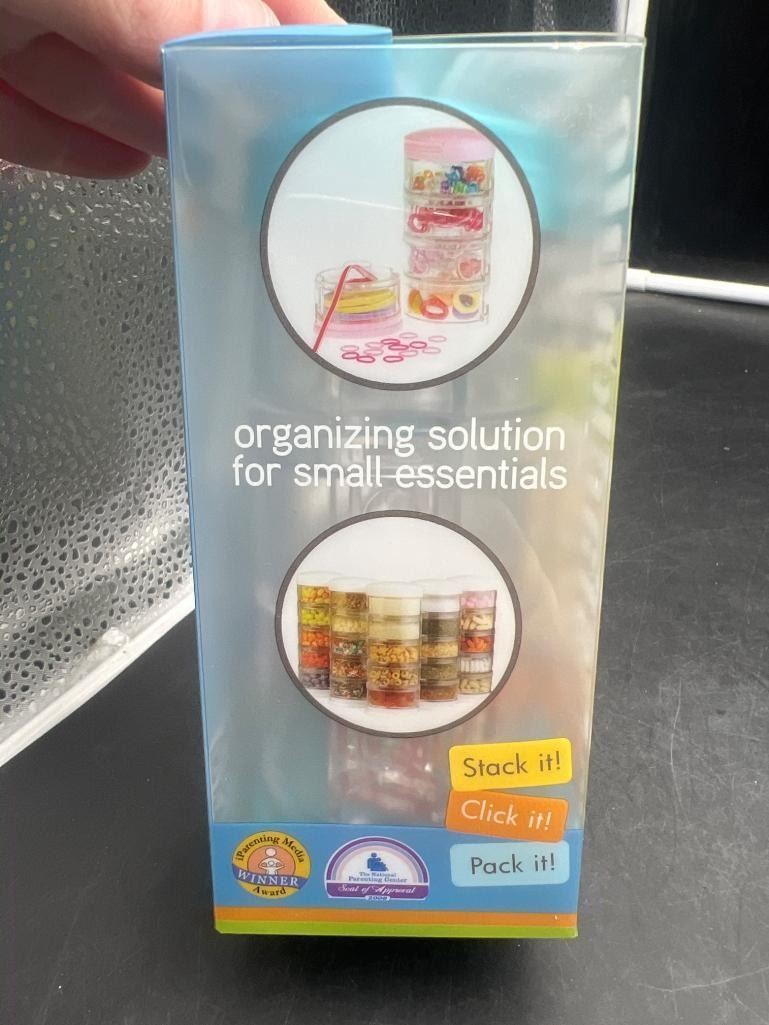 organizing solution
for small essentials
Stack it!
Click it!
Pack it!
iParenting Media
WINNER
Award
The National
Parenting Center
Seal of Approval
2008